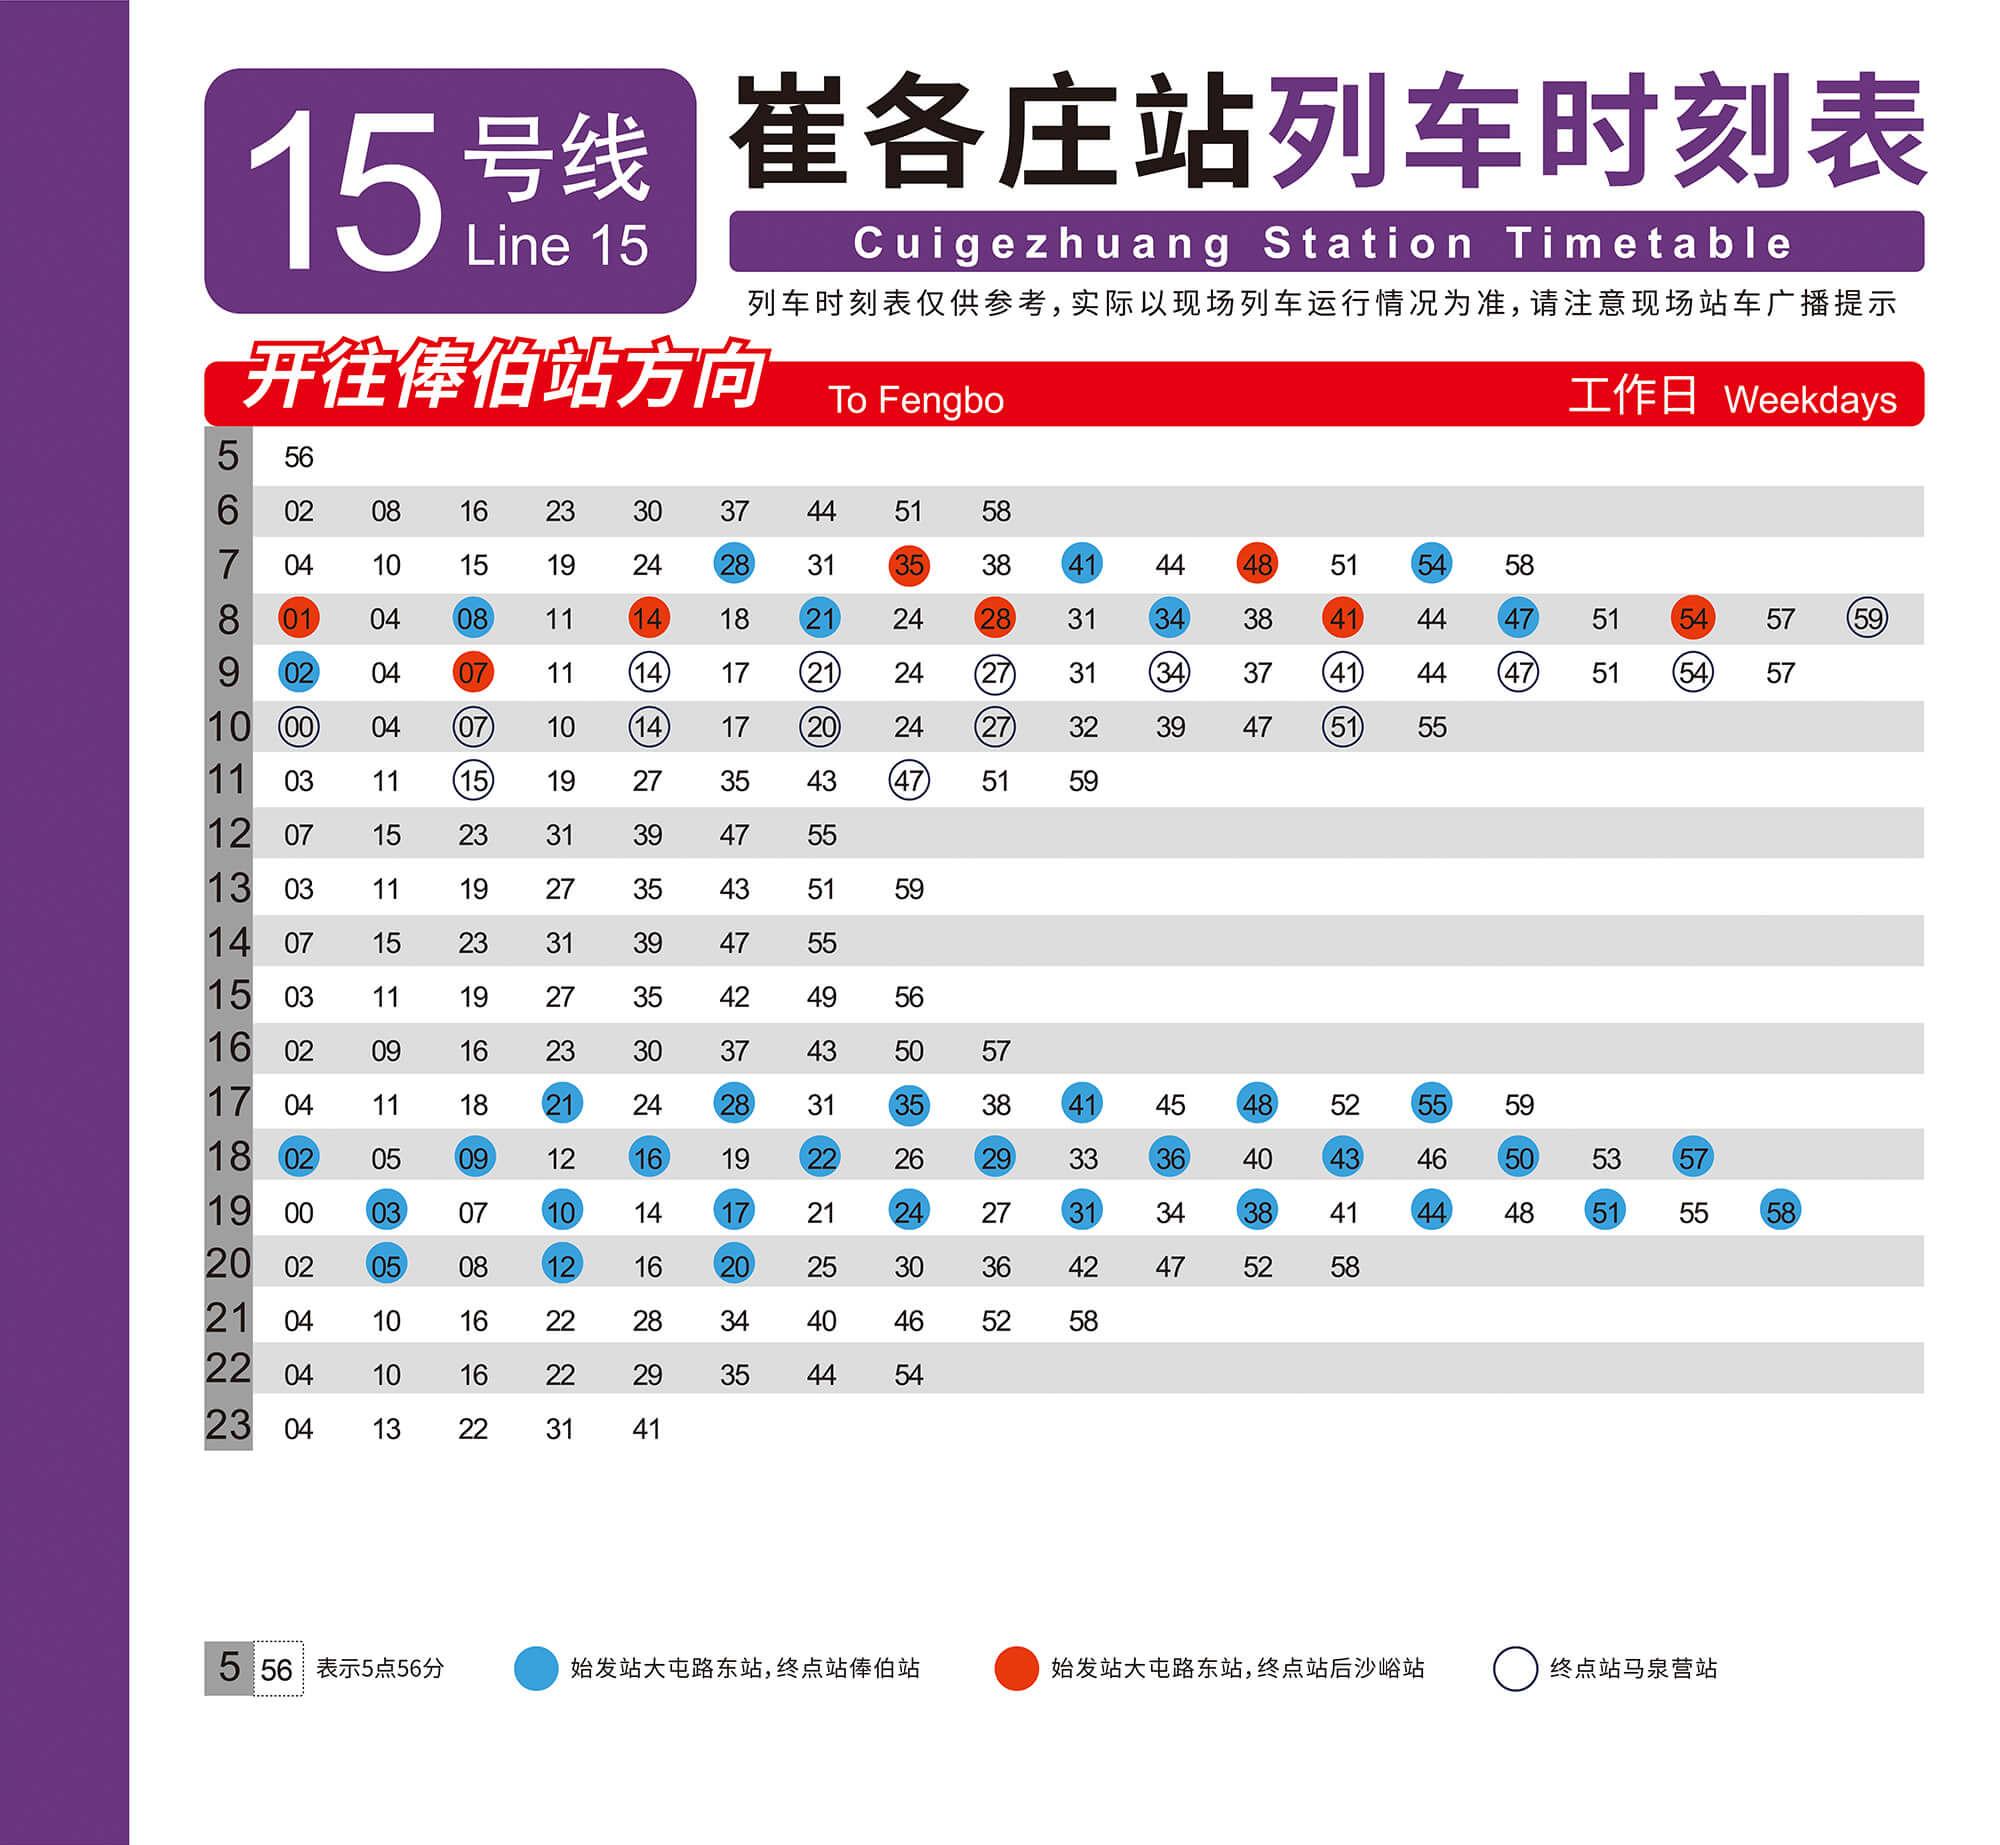 15号线
Line 15
崔各庄站列车时刻表
Cuigezhuang Station Timetable
列车时刻表仅供参考,实际以现场列车运行情况为准,请注意现场站车广播提示
开往俸伯站方向 To Fengbo 工作日 Weekdays
5 56
6 02 08 16 23 30 37 44 51 58
7 04 10 15 19 24 28 31 35 38 41 44 48 51 54 58
8 01 04 08 11 14 18 21 24 28 31 34 38 41 44 47 51 54 57 59
9 02 04 07 11 14 17 21 24 27 31 34 37 41 44 47 51 54 57
10 00 04 07 10 14 17 20 24 27 32 39 47 51 55
11 03 11 15 19 27 35 43 47 51 59
12 07 15 23 31 39 47 55
13 03 11 19 27 35 43 51 59
14 07 15 23 31 39 47 55
15 03 11 19 27 35 42 49 56
16 02 09 16 23 30 37 43 50 57
17 04 11 18 21 24 28 31 35 38 41 45 48 52 55 59
18 02 05 09 12 16 19 22 26 29 33 36 40 43 46 50 53 57
19 00 03 07 10 14 17 21 24 27 31 34 38 41 44 48 51 55 58
20 02 05 08 12 16 20 25 30 36 42 47 52 58
21 04 10 16 22 28 34 40 46 52 58
22 04 10 16 22 29 35 44 54
23 04 13 22 31 41
5 56 表示5点56分 始发站大屯路东站,终点站俸伯站 始发站大屯路东站,终点站后沙峪站 终点站马泉营站